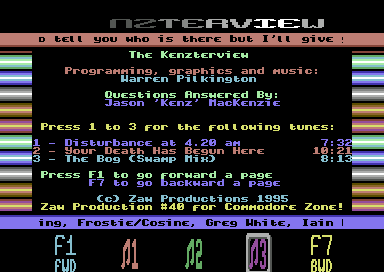 NZTERVIEW
o tell you who is there but I'll give
The Kenzterview
Programming, graphics and music:
Warren Pilkington
Questions Answered By:
Jason 'Kenz' MacKenzie
Press 1 to 3 for the following tunes:
1 - Disturbance at 4.20 am 7:32
2 - Your Death Has Begun Here 10:21
3 - The Bog (Swamp Mix) 8:13
Press F1 to go forward a page
F7 to go backward a page
(c) Zaw Productions 1995
Zaw Production #40 for Commodore Zone!
ing, Frostie/Cosine, Greg White, Iain
F1 1 2 3 F7
FWD BWD